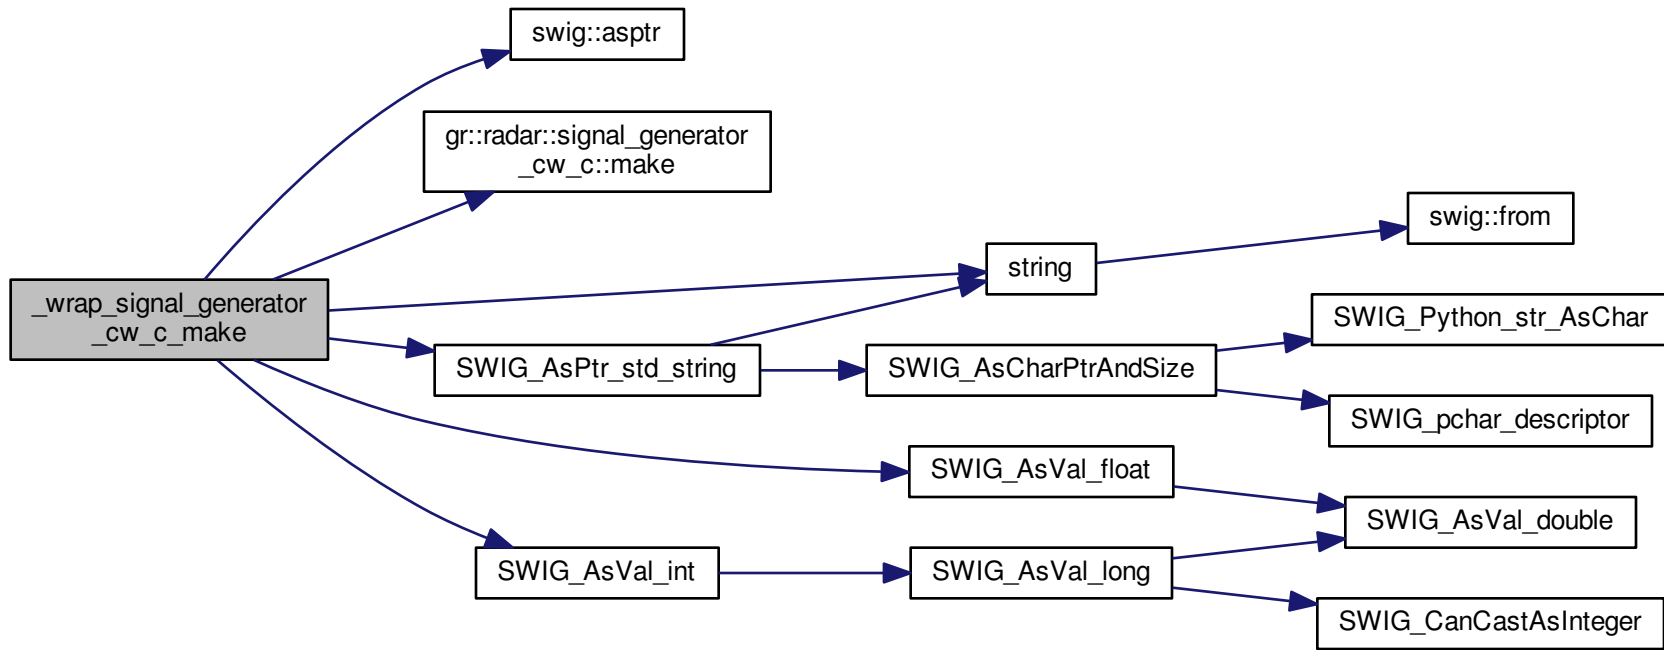 swig::asptr
gr::radar::signal_generator
_cw_c::make
swig::from
string
_wrap_signal_generator
_cw_c_make
SWIG_Python_str_AsChar
SWIG_AsPtr_std_string
SWIG_AsCharPtrAndSize
SWIG_pchar_descriptor
SWIG_AsVal_float
SWIG_AsVal_double
SWIG_AsVal_int
SWIG_AsVal_long
SWIG_CanCastAsInteger